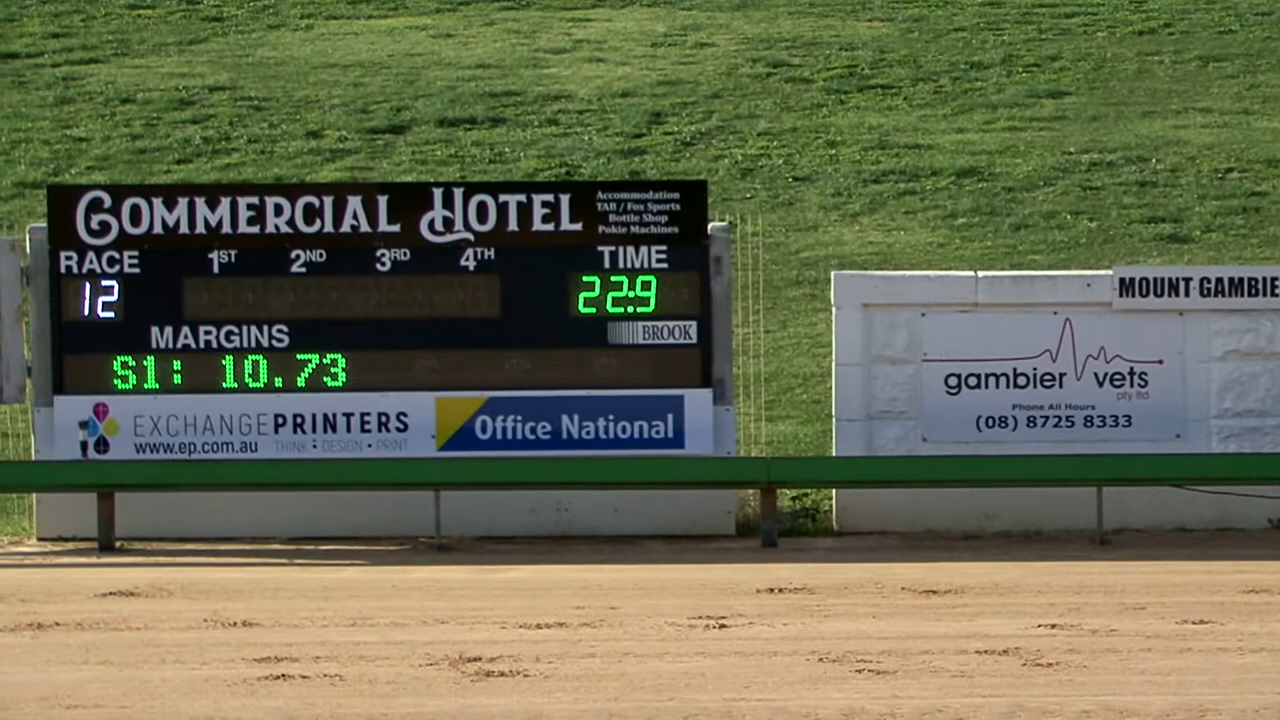 COMMERCIAL HOTEL
Accommodation
TAB / Fox Sports
Bottle Shop
Pokie Machines
RACE 1ST 2ND 3RD 4TH TIME
12 22:9
MARGINS BROOK
S1: 10.73
EXCHANGEPRINTERS
www.ep.com.au THINK : DESIGN • PRINT
Office National
MOUNT GAMBIE
gambier vets
pty ltd
Phone All Hours
(08) 8725 8333